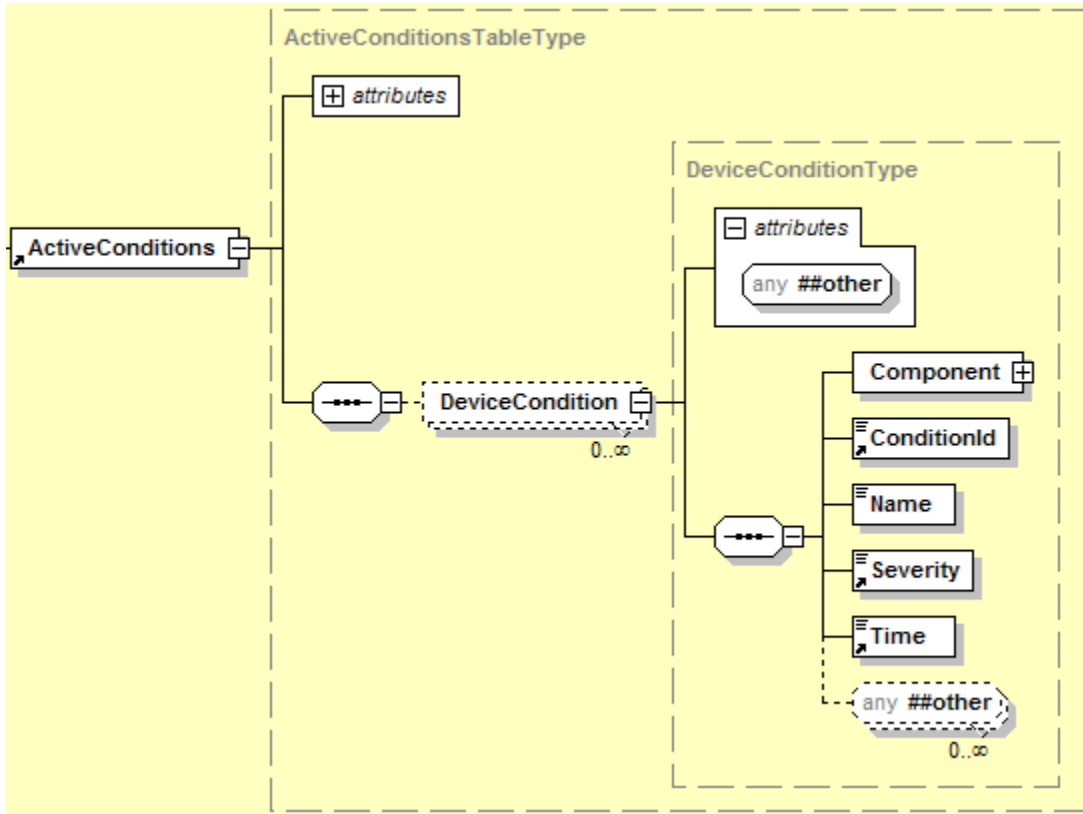 ActiveConditionsTableType
attributes
DeviceConditionType
attributes
any ##other
ActiveConditions
Component
DeviceCondition
0..∞
ConditionId
Name
Severity
Time
any ##other
0..∞